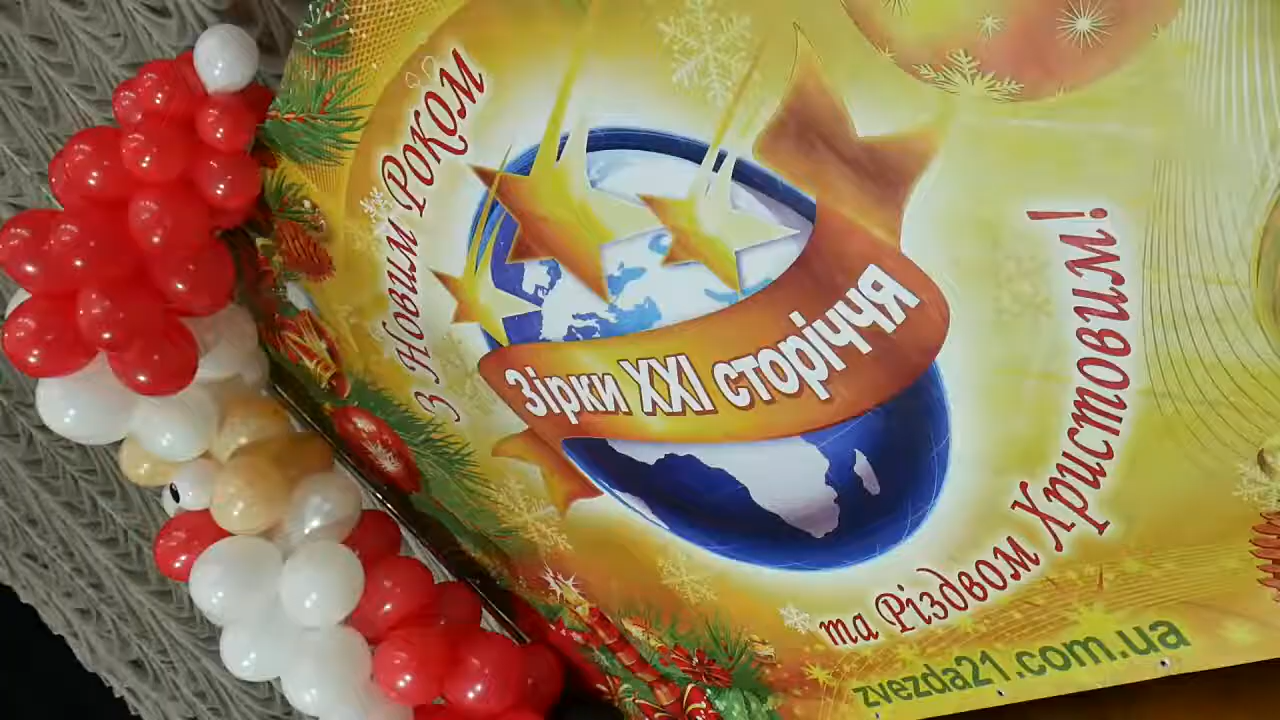 З Новим Роком
Зірки XXI сторіччя
та Різдвом Христовим!
zvezda21.com.ua